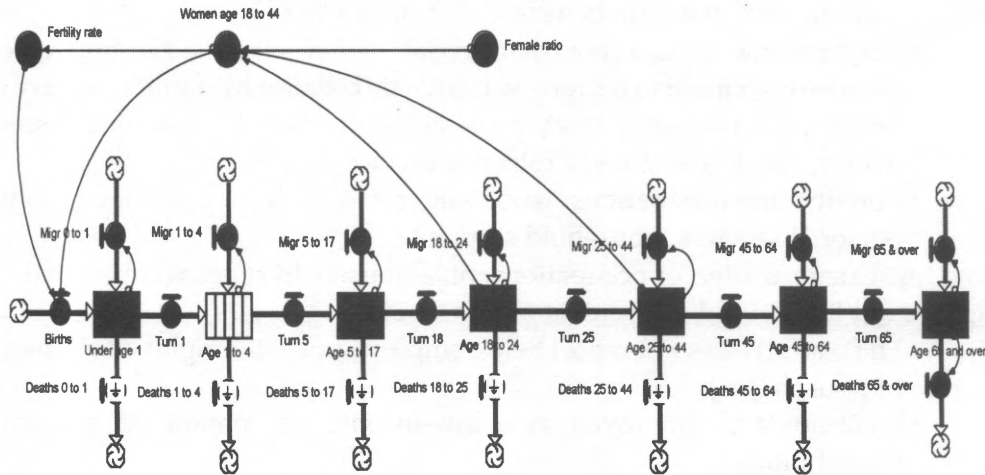 Women age 18 to 44
Fertility rate
Female ratio
Migr 0 to 1
Migr 1 to 4
Migr 5 to 17
Migr 18 to 24
Migr 25 to 44
Migr 45 to 64
Migr 65 & over
Births
Turn 1
Turn 5
Turn 18
Turn 25
Turn 45
Turn 65
Under age 1
Age 1 to 4
Age 5 to 17
Age 18 to 24
Age 25 to 44
Age 45 to 64
Age 65 and over
Deaths 0 to 1
Deaths 1 to 4
Deaths 5 to 17
Deaths 18 to 25
Deaths 25 to 44
Deaths 45 to 64
Deaths 65 & over